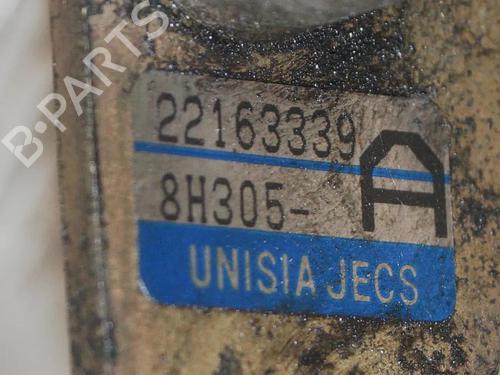 B-PARTS
22163339
8H305- A
UNISIA JECS